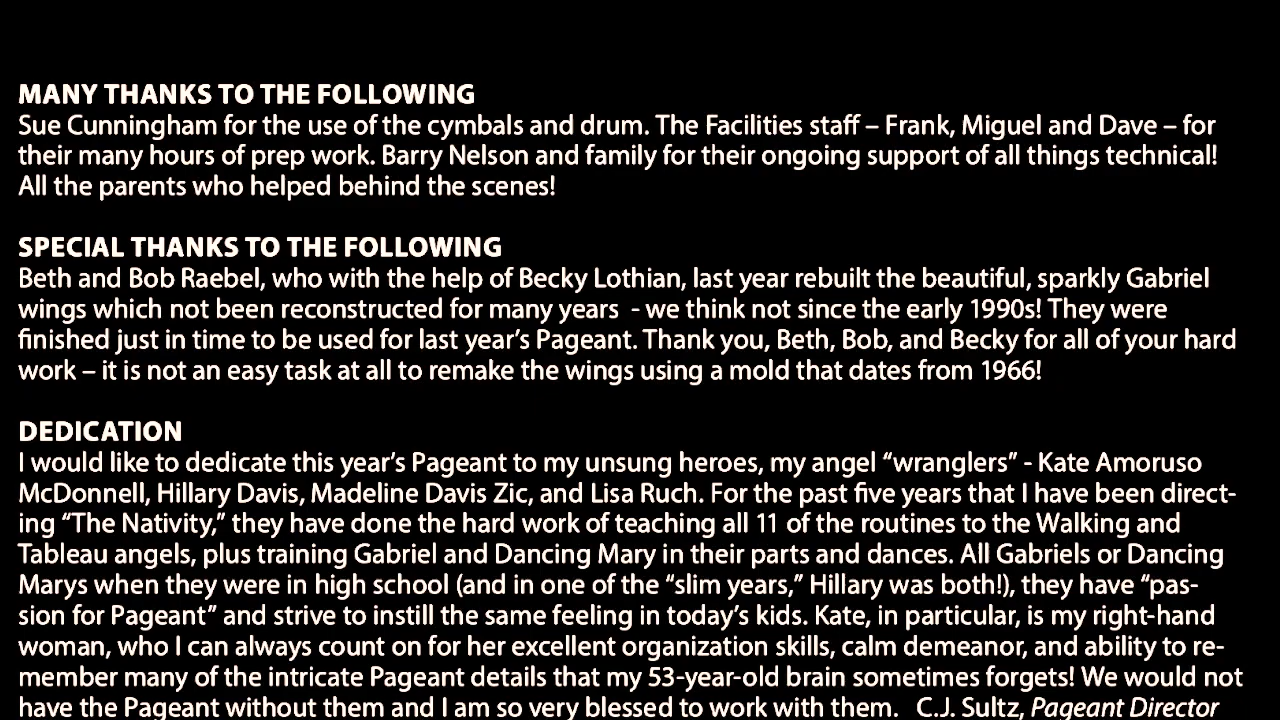 MANY THANKS TO THE FOLLOWING
Sue Cunningham for the use of the cymbals and drum. The Facilities staff – Frank, Miguel and Dave – for
their many hours of prep work. Barry Nelson and family for their ongoing support of all things technical!
All the parents who helped behind the scenes!
SPECIAL THANKS TO THE FOLLOWING
Beth and Bob Raebel, who with the help of Becky Lothian, last year rebuilt the beautiful, sparkly Gabriel
wings which not been reconstructed for many years - we think not since the early 1990s! They were
finished just in time to be used for last year’s Pageant. Thank you, Beth, Bob, and Becky for all of your hard
work – it is not an easy task at all to remake the wings using a mold that dates from 1966!
DEDICATION
I would like to dedicate this year’s Pageant to my unsung heroes, my angel “wranglers” - Kate Amoruso
McDonnell, Hillary Davis, Madeline Davis Zic, and Lisa Ruch. For the past five years that I have been direct-
ing “The Nativity,” they have done the hard work of teaching all 11 of the routines to the Walking and
Tableau angels, plus training Gabriel and Dancing Mary in their parts and dances. All Gabriels or Dancing
Marys when they were in high school (and in one of the “slim years,” Hillary was both!), they have “pas-
sion for Pageant” and strive to instill the same feeling in today’s kids. Kate, in particular, is my right-hand
woman, who I can always count on for her excellent organization skills, calm demeanor, and ability to re-
member many of the intricate Pageant details that my 53-year-old brain sometimes forgets! We would not
have the Pageant without them and I am so very blessed to work with them. C.J. Sultz, Pageant Director